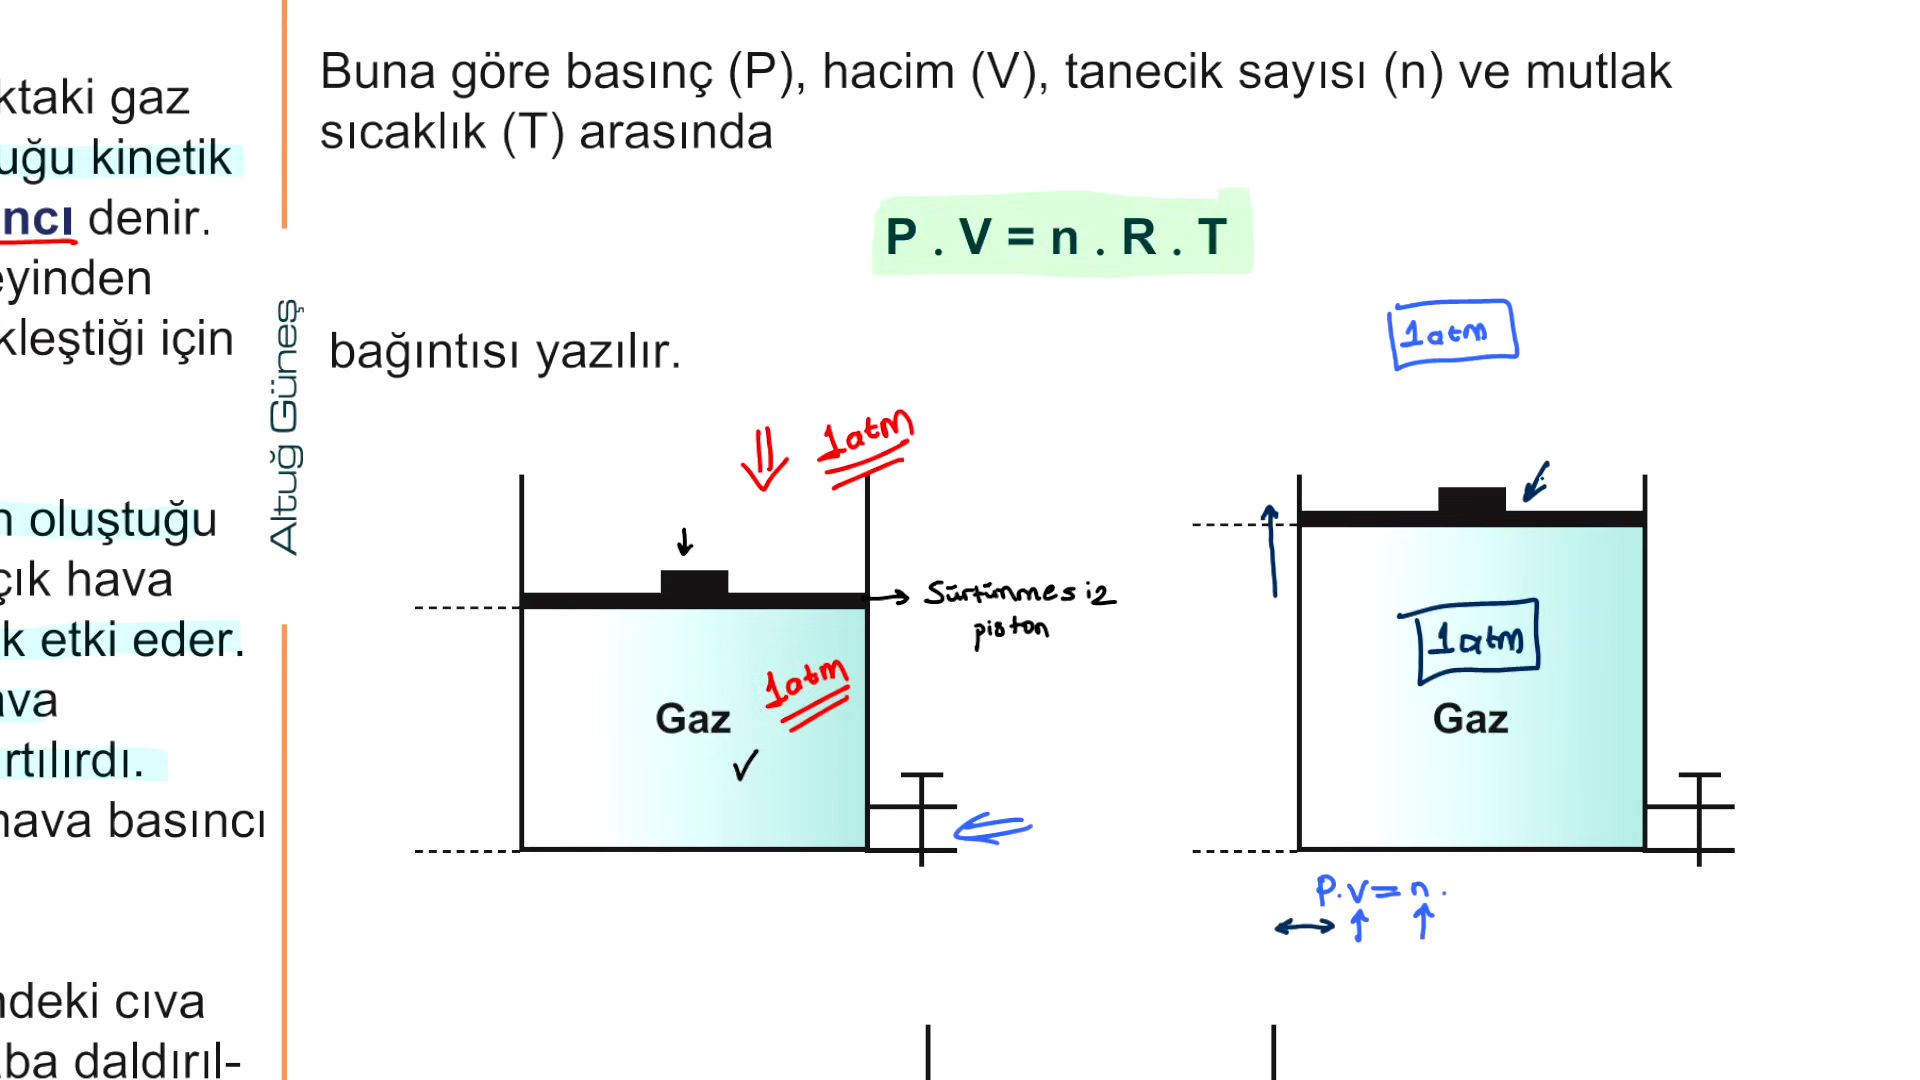 ktaki gaz
uğu kinetik
ncı denir.
eyinden
kleştiği için
n oluştuğu
çık hava
k etki eder.
ava
rtılırdı.
hava basıncı
ndeki cıva
aba daldırıl-
Altuğ Güneş
Buna göre basınç (P), hacim (V), tanecik sayısı (n) ve mutlak
sıcaklık (T) arasında
P . V = n . R . T
bağıntısı yazılır.
1atm
Sürtünmesiz
piston
1atm
Gaz
✓
1atm
1atm
Gaz
P.V=n.